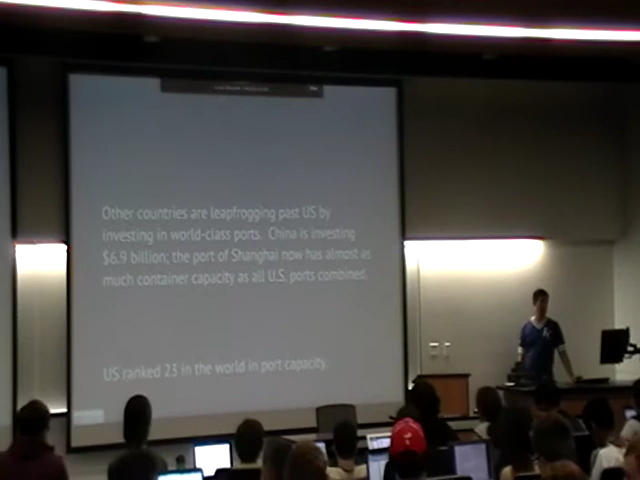 Other countries are leapfrogging past US by
investing in world-class ports. China is investing
$6.9 billion; the port of Shanghai now has almost as
much container capacity as all U.S. ports combined.
US ranked 23 in the world in port capacity.